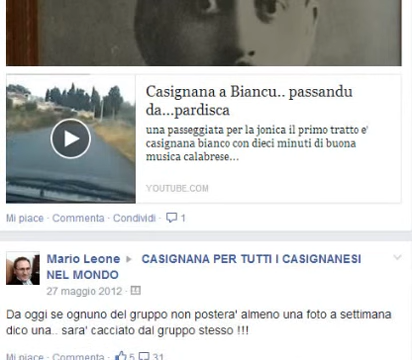 Casignana a Biancu.. passandu
da...pardisca
una passeggiata per la jonica il primo tratto e'
casignana bianco con dieci minuti di buona
musica calabrese...
YOUTUBE.COM
Mi piace · Commenta · Condividi · 1
Mario Leone ▸ CASIGNANA PER TUTTI I CASIGNANESI
NEL MONDO
27 maggio 2012 ·
Da oggi se ognuno del gruppo non postera' almeno una foto a settimana
dico una.. sara' cacciato dal gruppo stesso !!!
Mi piace · Commenta · 5 31